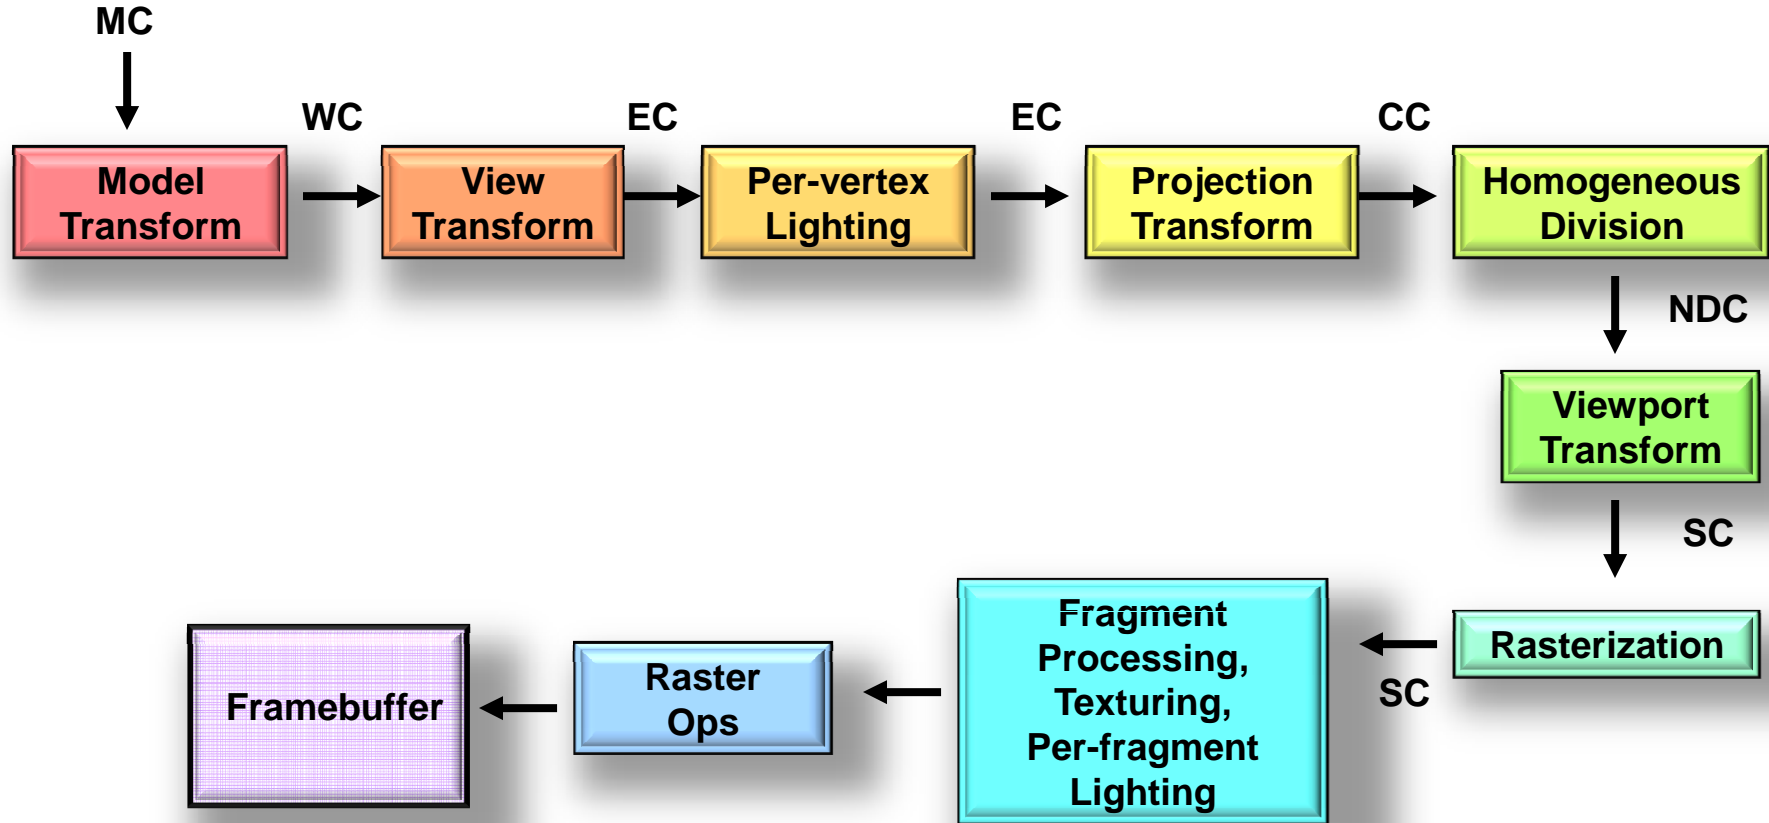 MC
WC
EC
EC
CC
Model
Transform
View
Transform
Per-vertex
Lighting
Projection
Transform
Homogeneous
Division
NDC
Viewport
Transform
SC
Rasterization
SC
Fragment
Processing,
Texturing,
Per-fragment
Lighting
Raster
Ops
Framebuffer